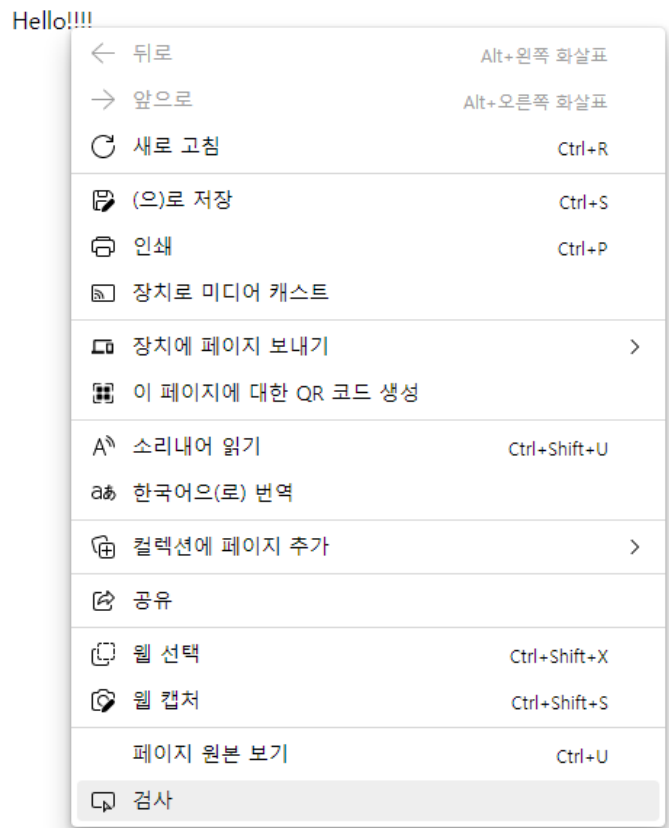 Hello!!!!
뒤로 Alt+왼쪽 화살표
앞으로 Alt+오른쪽 화살표
새로 고침 Ctrl+R
(으)로 저장 Ctrl+S
인쇄 Ctrl+P
장치로 미디어 캐스트
장치에 페이지 보내기
이 페이지에 대한 QR 코드 생성
소리내어 읽기 Ctrl+Shift+U
한국어으(로) 번역
컬렉션에 페이지 추가
공유
웹 선택 Ctrl+Shift+X
웹 캡처 Ctrl+Shift+S
페이지 원본 보기 Ctrl+U
검사